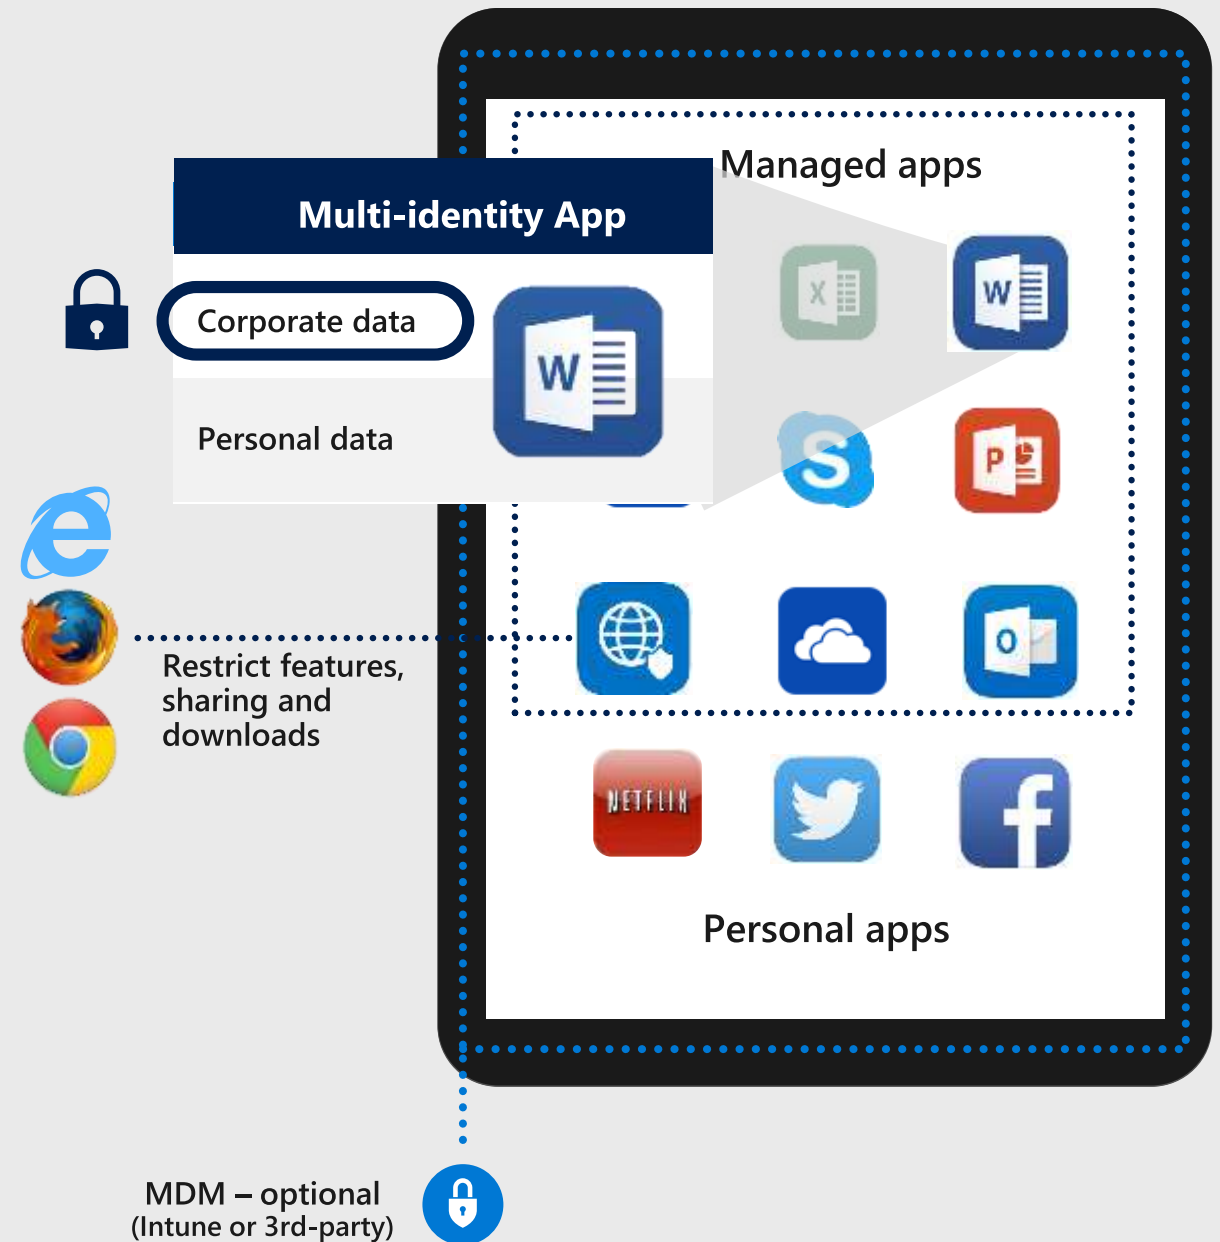 Managed apps
Multi-identity App
X
W
Corporate data
W
Personal data
S
P
e
O
Restrict features,
sharing and
downloads
NETFLIX
f
Personal apps
MDM – optional
(Intune or 3rd-party)